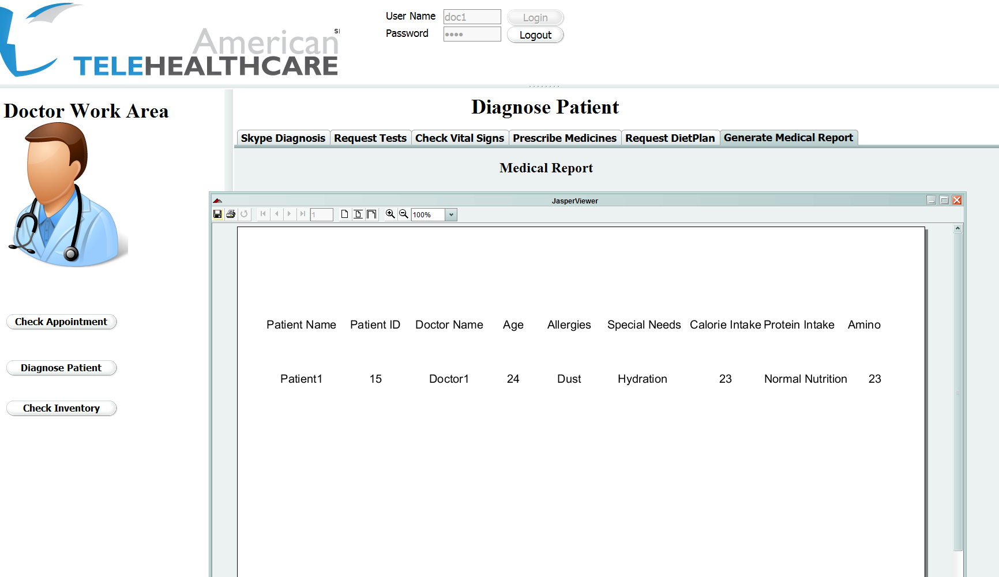 User Name doc1 Login
Password •••• Logout
American
TELEHEALTHCARE
Doctor Work Area
Check Appointment
Diagnose Patient
Check Inventory
Diagnose Patient
Skype Diagnosis Request Tests Check Vital Signs Prescribe Medicines Request DietPlan Generate Medical Report
Medical Report
JasperViewer
1 100%
Patient Name Patient ID Doctor Name Age Allergies Special Needs Calorie Intake Protein Intake Amino
Patient1 15 Doctor1 24 Dust Hydration 23 Normal Nutrition 23